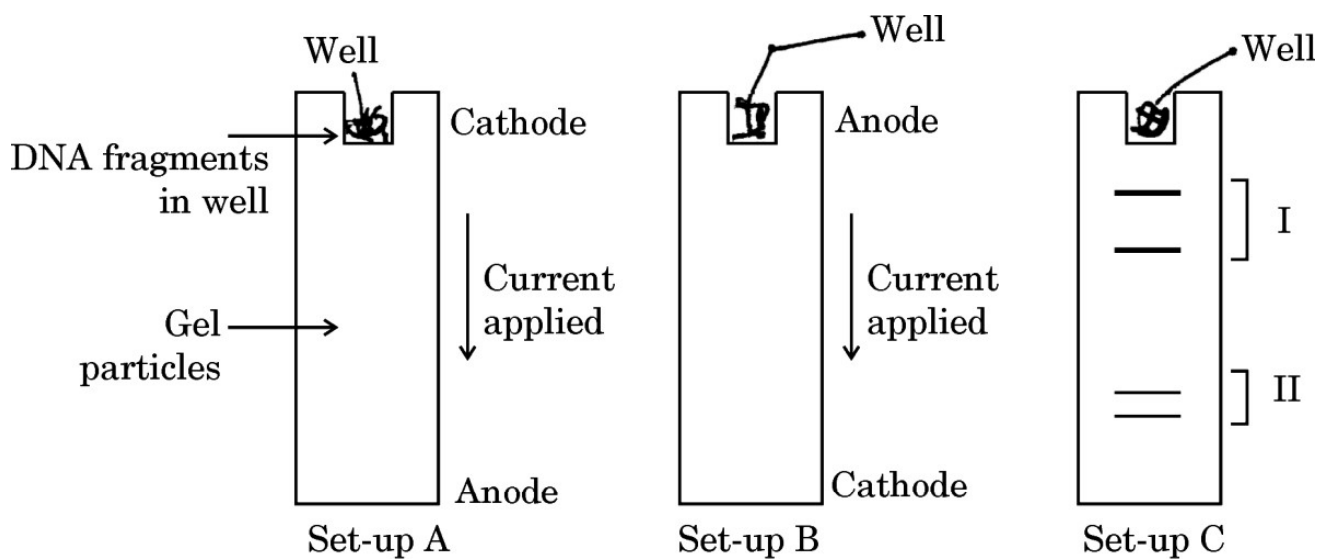 Well
DNA fragments
in well
Gel
particles
Cathode
Current
applied
Anode
Set-up A
Well
Anode
Current
applied
Cathode
Set-up B
Well
I
II
Set-up C